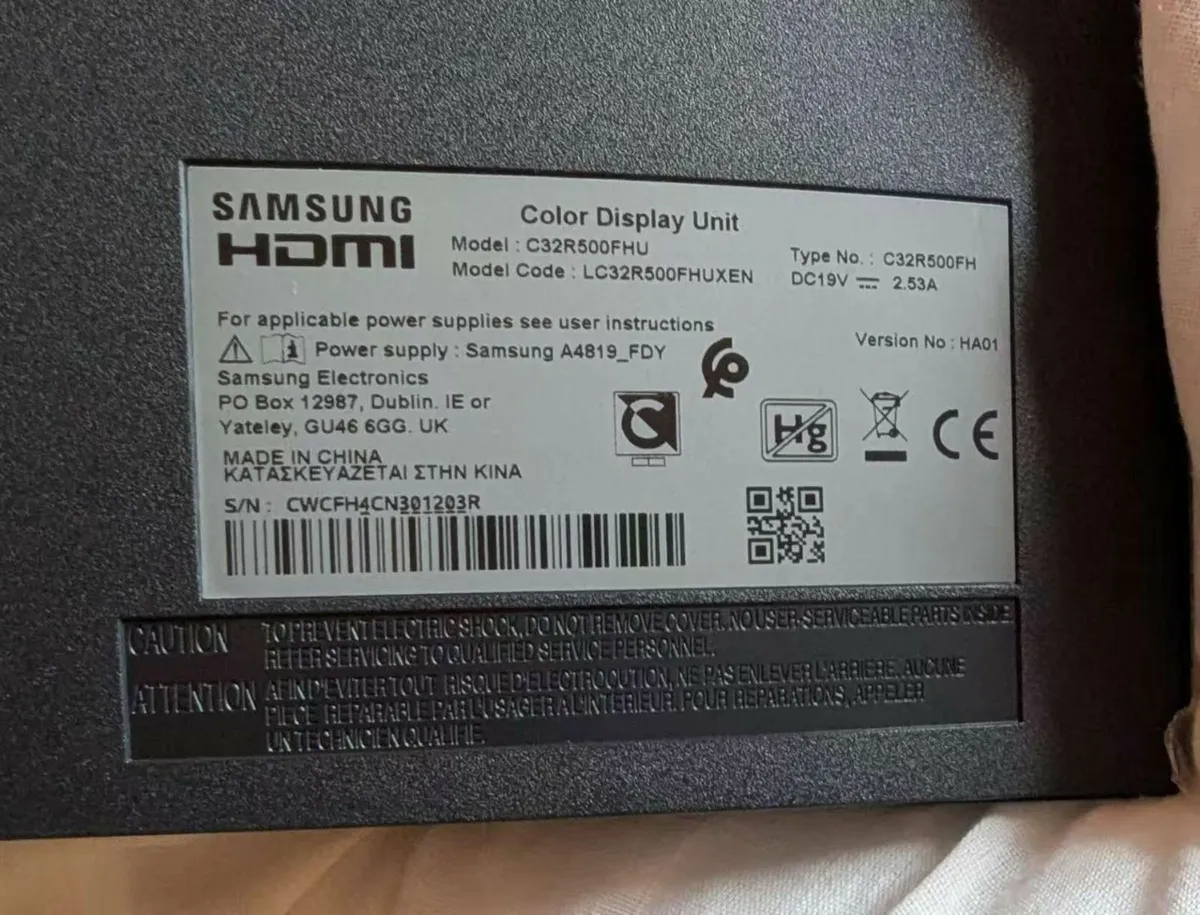 SAMSUNG
HDMI
Color Display Unit
Model : C32R500FHU
Model Code : LC32R500FHUXEN
Type No. : C32R500FH
DC19V ⎓ 2.53A
For applicable power supplies see user instructions
Power supply : Samsung A4819_FDY
Version No : HA01
Samsung Electronics
PO Box 12987, Dublin. IE or
Yateley, GU46 6GG. UK
Hg
CE
MADE IN CHINA
ΚΑΤΑΣΚΕΥΑΖΕΤΑΙ ΣΤΗΝ ΚΙΝΑ
S/N : CWCFH4CN301203R
CAUTION
TO PREVENT ELECTRIC SHOCK, DO NOT REMOVE COVER. NO USER-SERVICEABLE PARTS INSIDE
REFER SERVICING TO QUALIFIED SERVICE PERSONNEL.
ATTENTION
AFIN D'EVITER TOUT RISQUE D'ELECTROCUTION, NE PAS ENLEVER L'ARRIERE. AUCUNE
PIECE REPARABLE PAR L'USAGER A L'INTERIEUR. POUR REPARATIONS, APPELER
UN TECHNICIEN QUALIFIE.